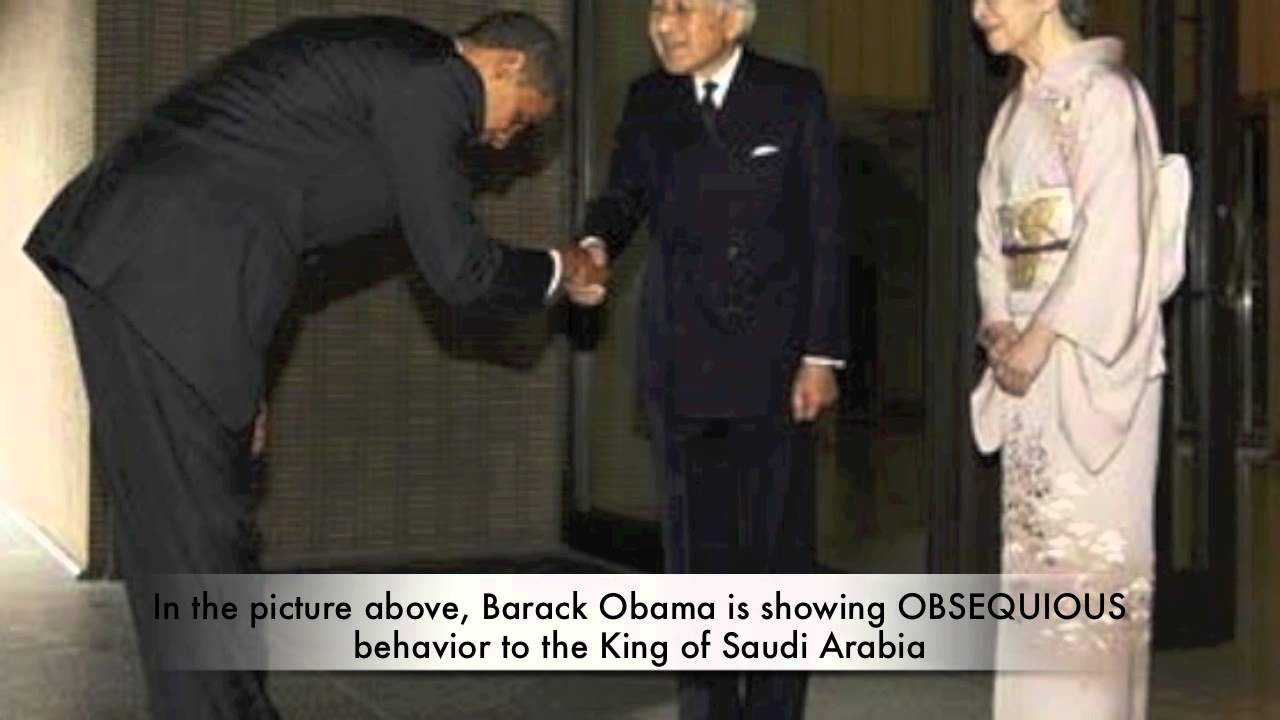 In the picture above, Barack Obama is showing OBSEQUIOUS
behavior to the King of Saudi Arabia